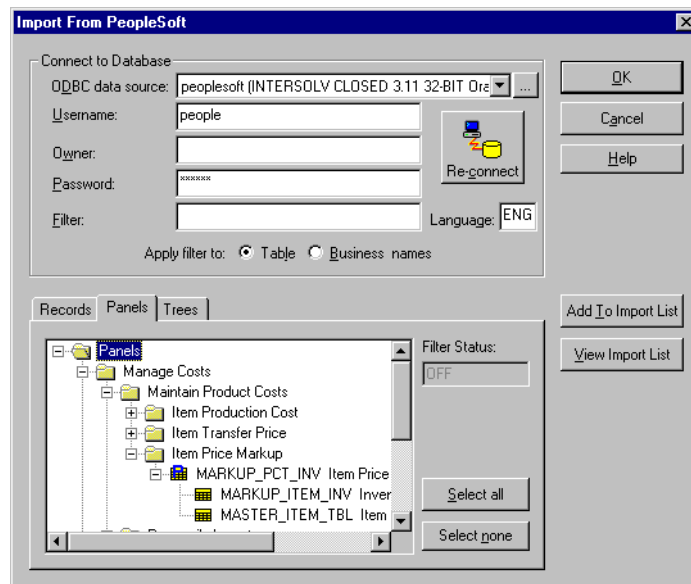 Import From PeopleSoft
Connect to Database
ODBC data source: peoplesoft (INTERSOLV CLOSED 3.11 32-BIT Ora ...
Username: people
Owner:
Password: xxxxxx
Re-connect
Filter:
Language: ENG
Apply filter to: Table Business names
OK
Cancel
Help
Records Panels Trees
Add To Import List
View Import List
Panels
Manage Costs
Maintain Product Costs
Item Production Cost
Item Transfer Price
Item Price Markup
MARKUP_PCT_INV Item Price
MARKUP_ITEM_INV Inver
MASTER_ITEM_TBL Item
Filter Status:
OFF
Select all
Select none